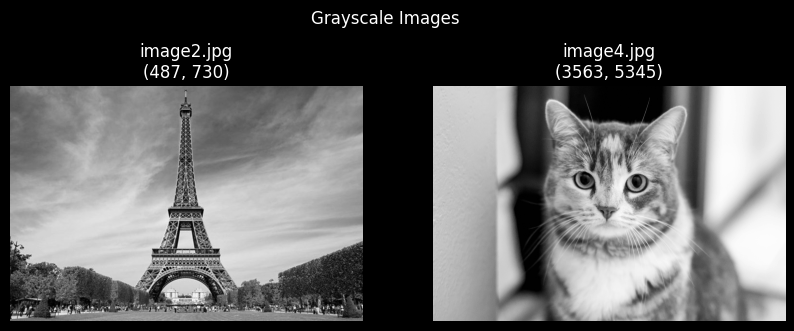 Grayscale Images
image2.jpg
(487, 730)
image4.jpg
(3563, 5345)